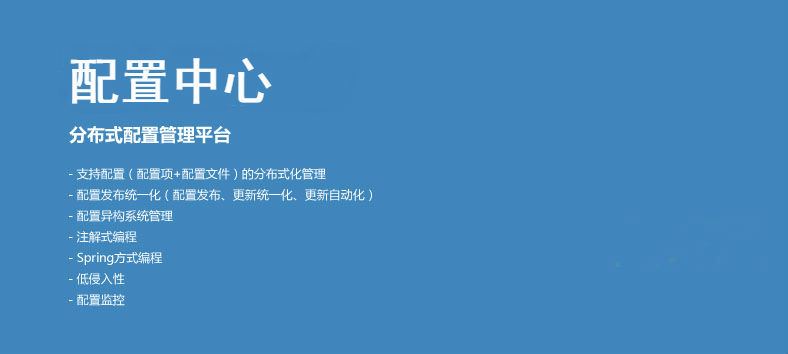 配置中心
分布式配置管理平台
- 支持配置（配置项+配置文件）的分布式化管理
- 配置发布统一化（配置发布、更新统一化、更新自动化）
- 配置异构系统管理
- 注解式编程
- Spring方式编程
- 低侵入性
- 配置监控